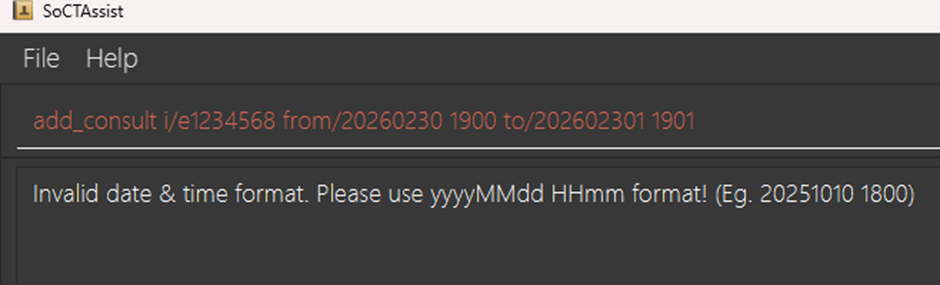 SoCTAssist
File Help
add_consult i/e1234568 from/20260230 1900 to/202602301 1901
Invalid date & time format. Please use yyyyMMdd HHmm format! (Eg. 20251010 1800)